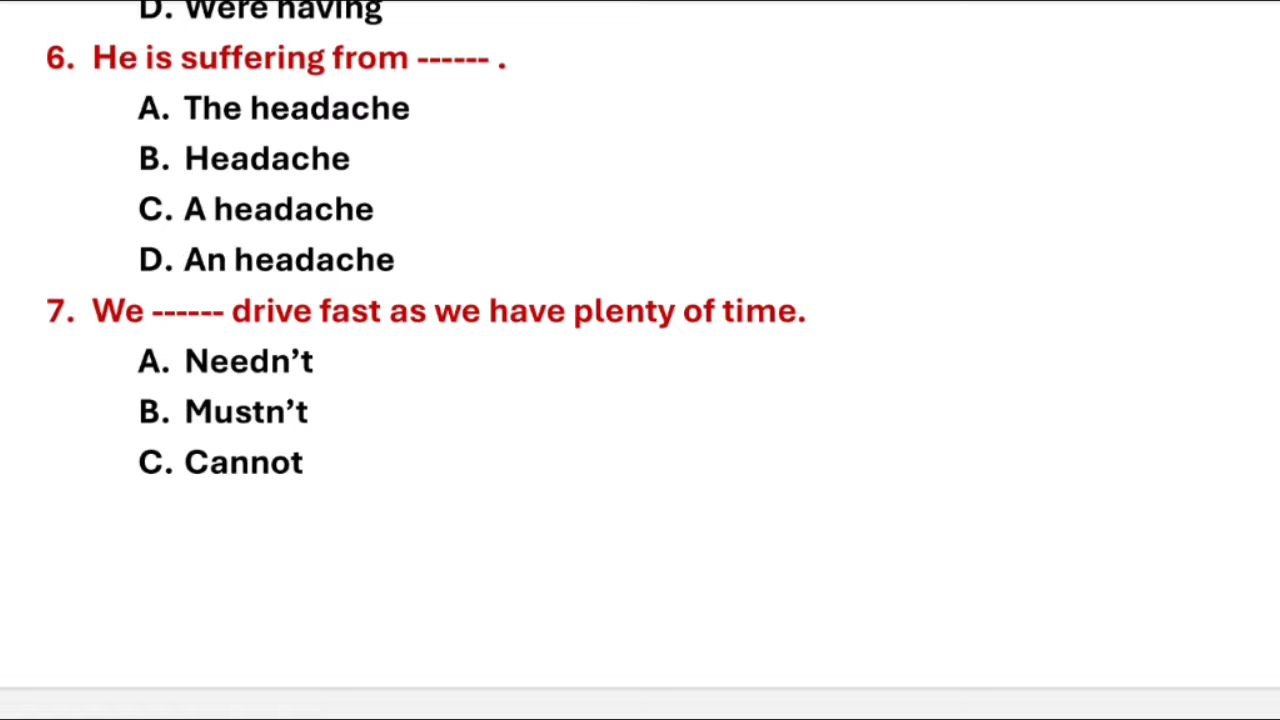 D. Were having
6. He is suffering from ------ .
A. The headache
B. Headache
C. A headache
D. An headache
7. We ------ drive fast as we have plenty of time.
A. Needn’t
B. Mustn’t
C. Cannot